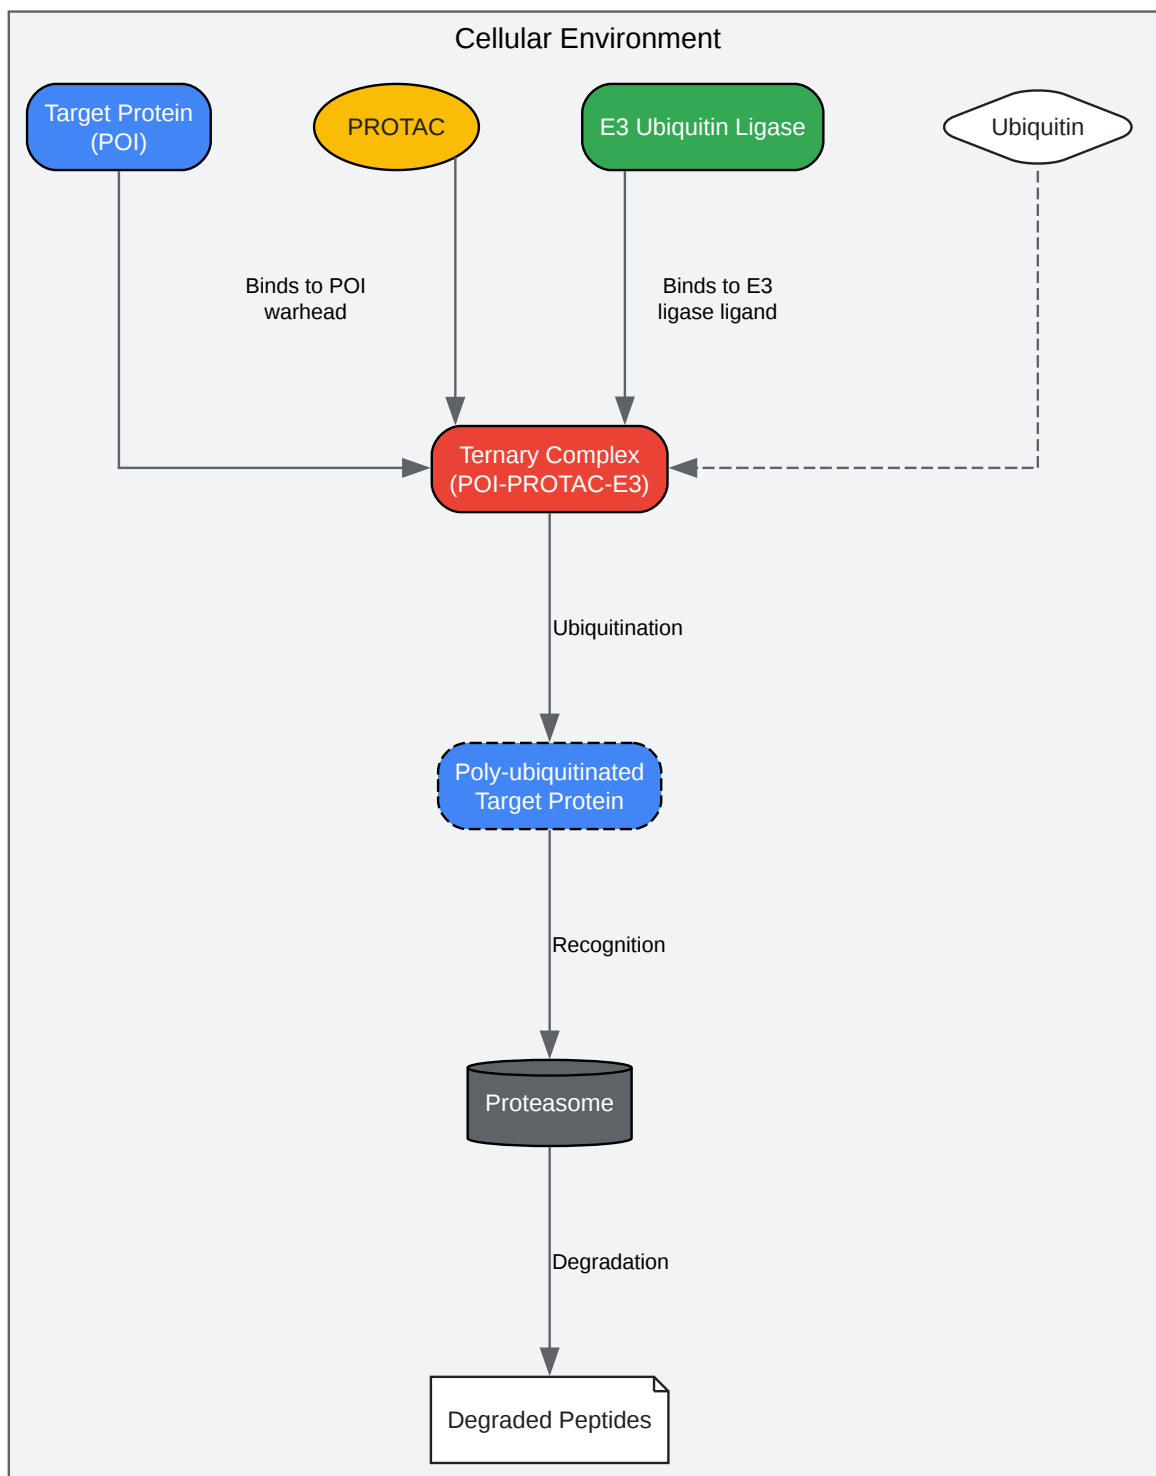 Cellular Environment
Target Protein
(POI)
PROTAC
E3 Ubiquitin Ligase
Ubiquitin
Binds to POI
warhead
Binds to E3
ligase ligand
Ternary Complex
(POI-PROTAC-E3)
Ubiquitination
Poly-ubiquitinated
Target Protein
Recognition
Proteasome
Degradation
Degraded Peptides